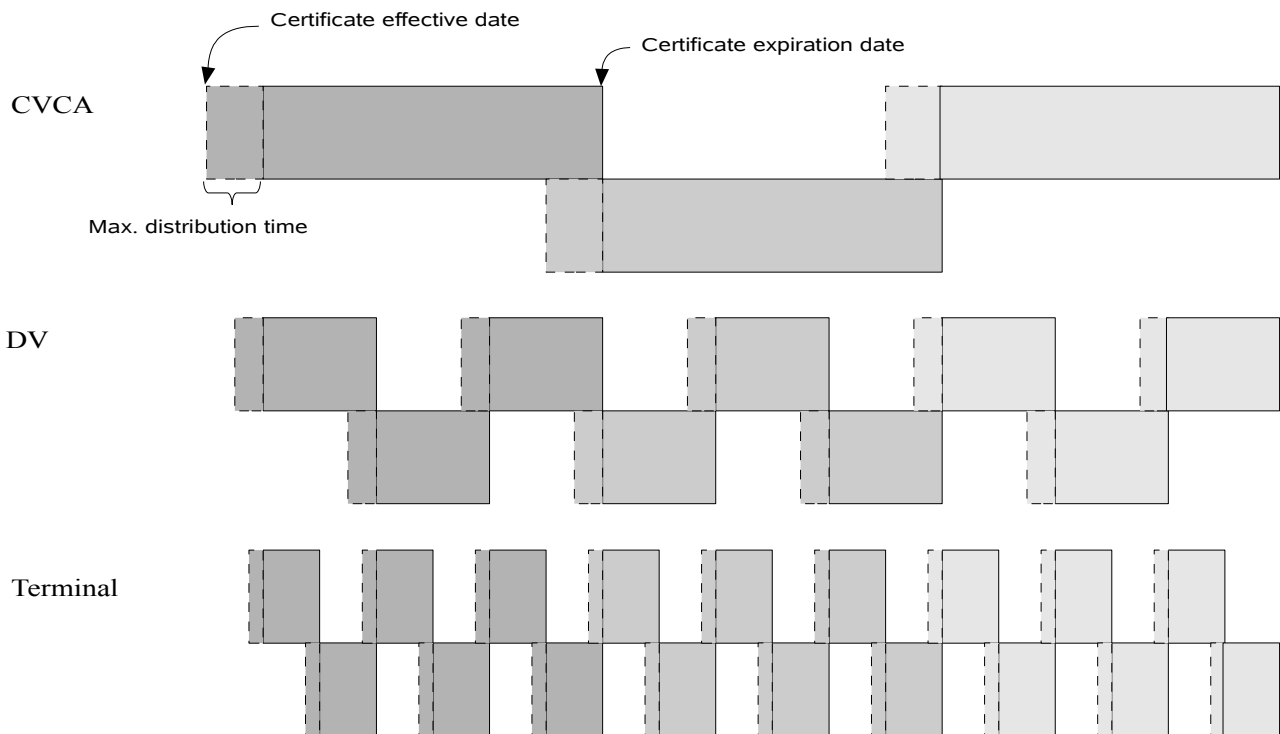 Certificate effective date
Certificate expiration date
CVCA
Max. distribution time
DV
Terminal